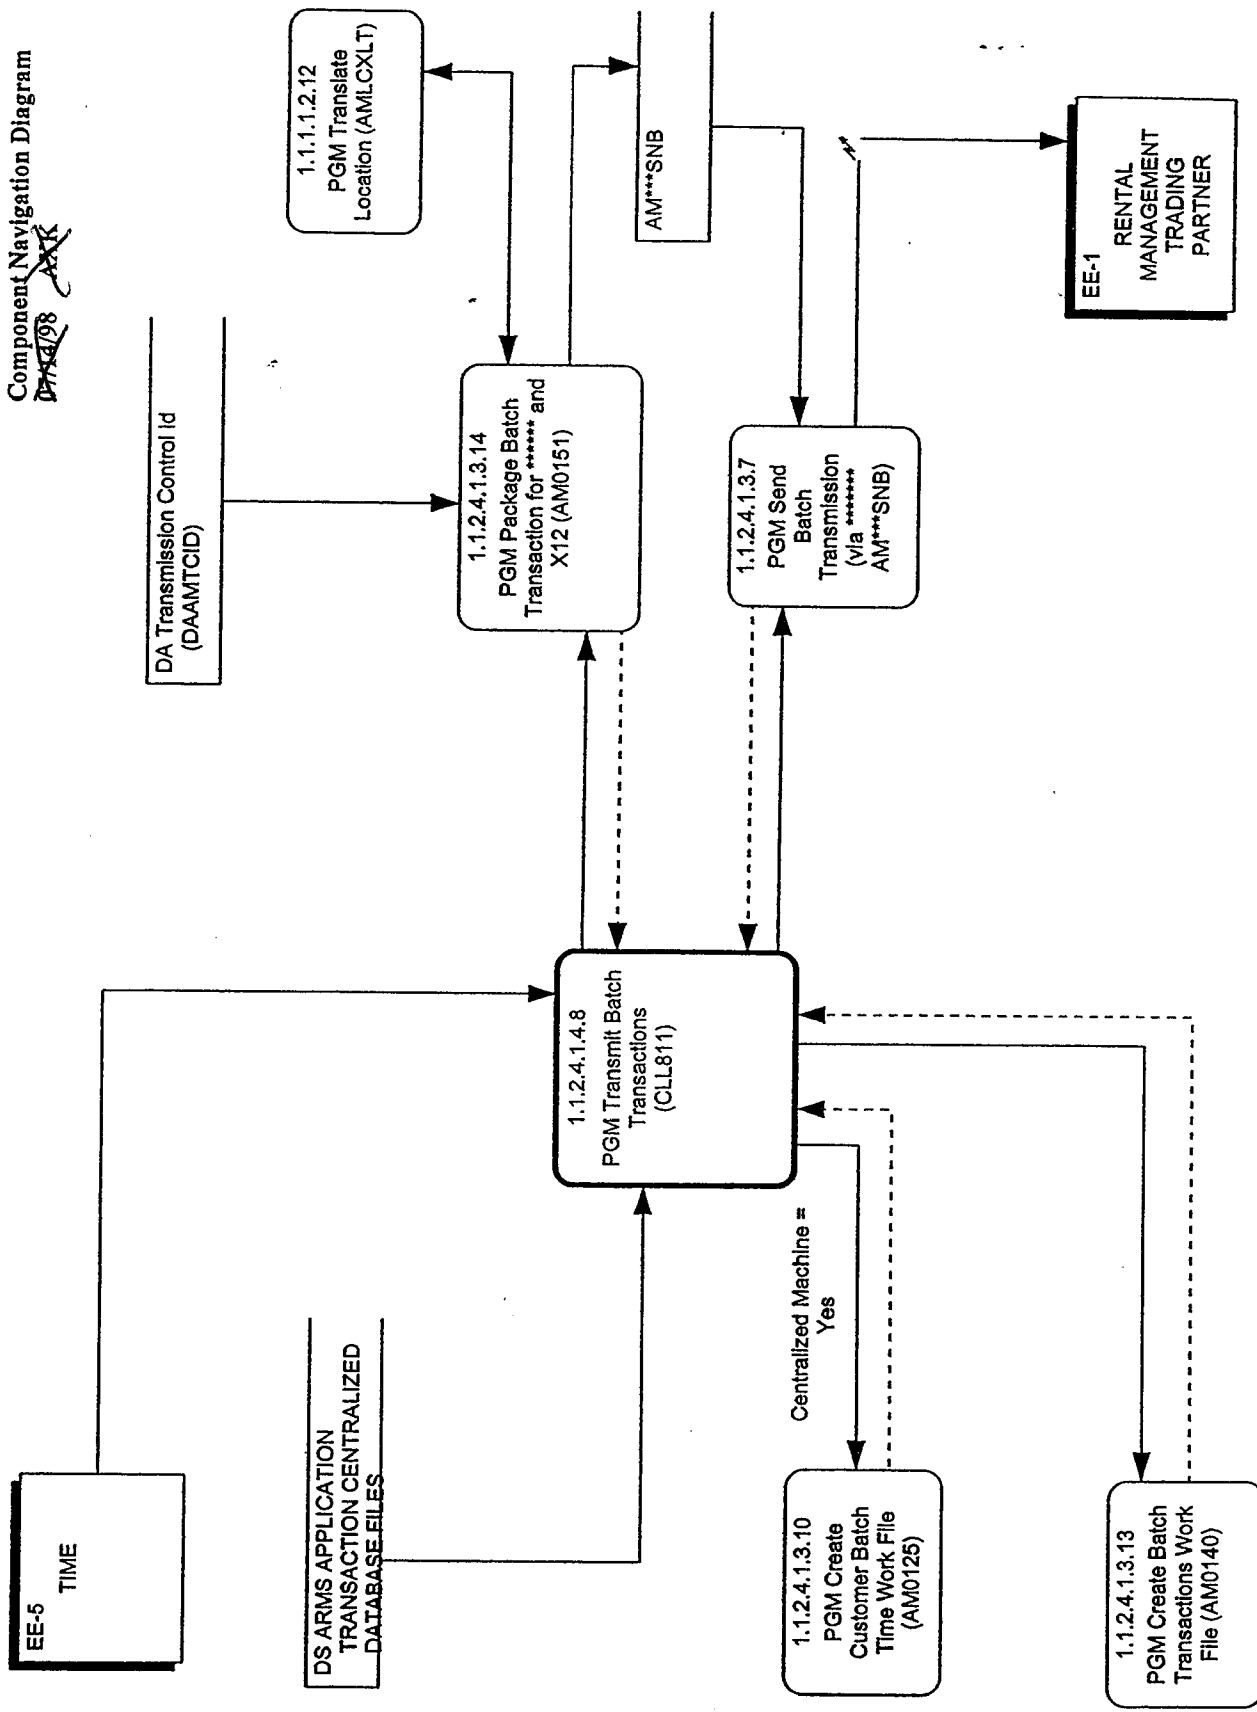 Component Navigation Diagram
07/14/98 AXK
EE-5
TIME
DS ARMS APPLICATION
TRANSACTION CENTRALIZED
DATABASE FILES
1.1.2.4.1.3.10
PGM Create
Customer Batch
Time Work File
(AM0125)
1.1.2.4.1.3.13
PGM Create Batch
Transactions Work
File (AM0140)
Centralized Machine =
Yes
1.1.2.4.1.4.8
PGM Transmit Batch
Transactions
(CLL811)
DA Transmission Control Id
(DAAMTCID)
1.1.2.4.1.3.14
PGM Package Batch
Transaction for ****** and
X12 (AM0151)
1.1.2.4.1.3.7
PGM Send
Batch
Transmission
(via *******
AM***SNB)
1.1.1.1.2.12
PGM Translate
Location (AMLCXLT)
AM***SNB
EE-1
RENTAL
MANAGEMENT
TRADING
PARTNER